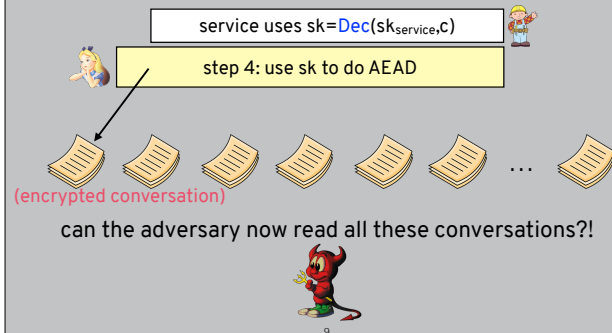 service uses sk=Dec(skservice,c)
step 4: use sk to do AEAD
...
(encrypted conversation)
can the adversary now read all these conversations?!
9